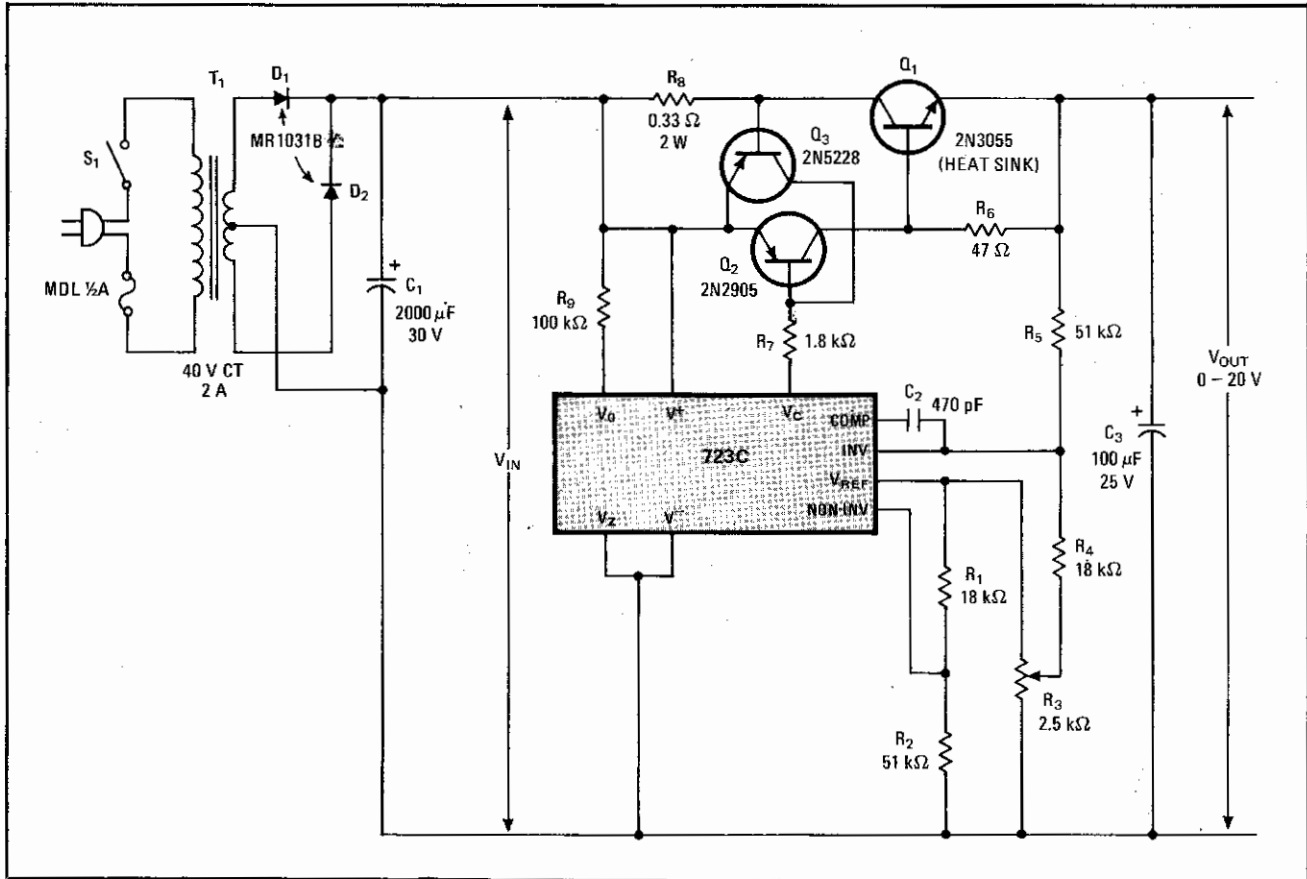 T1
D1
S1
MR1031B
D2
MDL ½A
40 V CT
2 A
+
C1
2000 µF
30 V
VIN
R8
0.33 Ω
2 W
Q3
2N5228
Q1
2N3055
(HEAT SINK)
Q2
2N2905
R6
47 Ω
R9
100 kΩ
R7
1.8 kΩ
R5
51 kΩ
VOUT
0 – 20 V
V0
V+
VC
C2
470 pF
COMP
INV
VREF
NON-INV
723C
VZ
V−
R1
18 kΩ
R2
51 kΩ
R3
2.5 kΩ
R4
18 kΩ
+
C3
100 µF
25 V